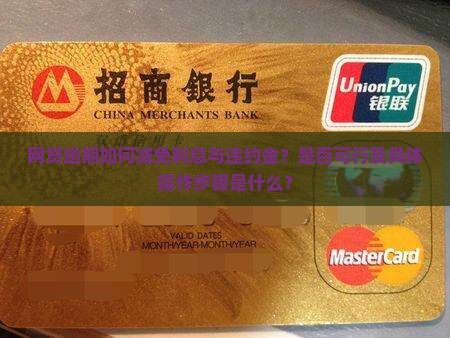 招商銀行
CHINA MERCHANTS BANK
UnionPay
银联
网贷逾期如何减免利息与违约金？是否可行及具体
操作步骤是什么？
VALID DATES
MONTH/YEAR-MONTH/YEAR
MasterCard